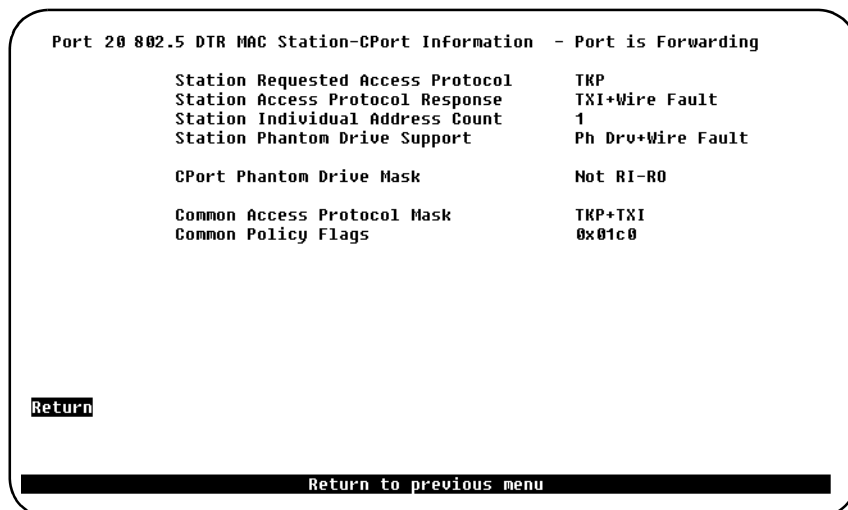 Port 20 802.5 DTR MAC Station-CPort Information - Port is Forwarding
Station Requested Access Protocol TKP
Station Access Protocol Response TXI+Wire Fault
Station Individual Address Count 1
Station Phantom Drive Support Ph Drv+Wire Fault
CPort Phantom Drive Mask Not RI-RO
Common Access Protocol Mask TKP+TXI
Common Policy Flags 0x01c0
Return
Return to previous menu